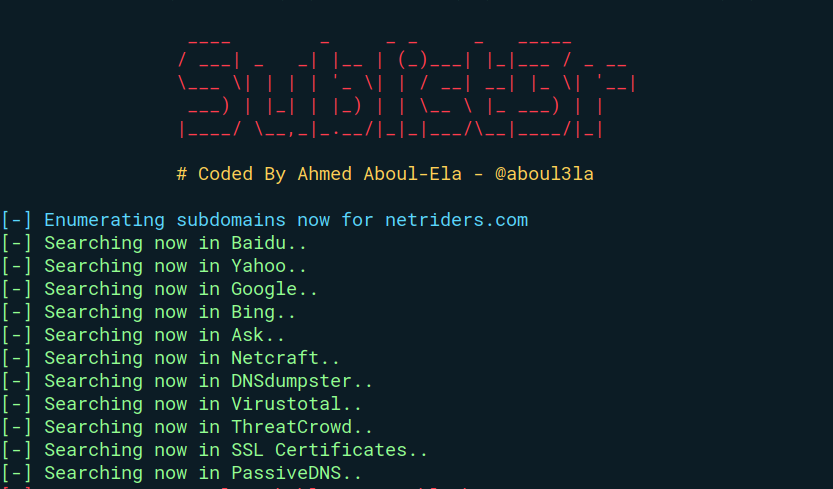 ____        _     _ _     _   _____
/ ___| _   _| |__ | (_)___| |_|___ / _ __
\___ \| | | | '_ \| | / __| __| |_ \| '__|
 ___) | |_| | |_) | | \__ \ |_ ___) | |
|____/ \__,_|_.__/|_|_|___/\__|____/|_|
# Coded By Ahmed Aboul-Ela - @aboul3la
[-] Enumerating subdomains now for netriders.com
[-] Searching now in Baidu..
[-] Searching now in Yahoo..
[-] Searching now in Google..
[-] Searching now in Bing..
[-] Searching now in Ask..
[-] Searching now in Netcraft..
[-] Searching now in DNSdumpster..
[-] Searching now in Virustotal..
[-] Searching now in ThreatCrowd..
[-] Searching now in SSL Certificates..
[-] Searching now in PassiveDNS..